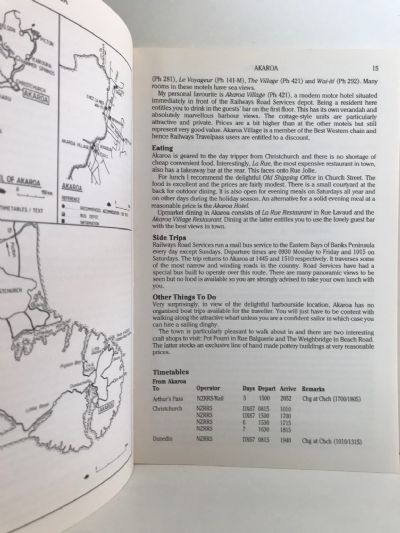 PICTON
AKAROA
OF AKAROA
TIMETABLES / TEXT
AKAROA VILLAGE
AKAROA
REFERENCE
AKAROA
AKAROA 15
(Ph 281), Le Voyageur (Ph 141-M), The Village (Ph 421) and Wai-iti (Ph 292). Many
rooms in these motels have sea views.
My personal favourite is Akaroa Village (Ph 421), a modern motor hotel situated
immediately in front of the Railways Road Services depot. Being a resident here
entitles you to drink in the guests' bar on the first floor. This has its own verandah and
absolutely marvellous harbour views. The cottage-style units are particularly
attractive and private. Prices are a bit higher than at the other motels but still
represent very good value. Akaroa Village is a member of the Best Western chain and
hence Railways Travelpass users are entitled to a discount.
Eating
Akaroa is geared to the day tripper from Christchurch and there is no shortage of
cheap convenient food. Interestingly, La Rue, the most expensive restaurant in town,
also has a takeaway bar at the rear. This faces onto Rue Jolie.
For lunch I recommend the delightful Old Shipping Office in Church Street. The
food is excellent and the prices are fairly modest. There is a small courtyard at the
back for outdoor dining. It is also open for evening meals on Saturdays all year and
on other days during the holiday season. An alternative for solid evening meal at a
reasonable price is the Akaroa Hotel.
Upmarket dining in Akaroa consists of La Rue Restaurant in Rue Lavaud and the
Akaroa Village Restaurant. Dining at the latter entitles you to use the lovely guest bar
with the best views in town.
Side Trips
Railways Road Services run a mail bus service to the Eastern Bays of Banks Peninsula
every day except Sundays. Departure times are 0900 Monday to Friday and 0915 on
Saturdays. The trip returns to Akaroa at 1445 and 1510 respectively. It traverses some
of the most narrow and winding roads in the county. Road Services have had a
special bus built to operate over this route. There are many panoramic views to be
seen but no food is available so you are strongly advised to take your own lunch with
you.
Other Things To Do
Very surprisingly, in view of the delightful harbourside location, Akaroa has no
organised boat trips available for the traveller. You will just have to be content with
walking along the attractive wharf unless you are a confident sailor in which case you
can hire a sailing dinghy.
The town is particularly pleasant to walk about in and there are two interesting
craft shops to visit: Pot Pourri in Rue Balguerie and The Weighbridge in Beach Road.
The latter stocks an exclusive line of hand made pottery buildings at very reasonable
prices.
Timetables
From Akaroa
To Operator Days Depart Arrive Remarks
Arthur's Pass NZRRS/Rail 5 1500 2052 Chg at Chch (1700/1805)
Christchurch NZRRS DX67 0815 1010
NZRRS DX67 1500 1700
NZRRS 6 1530 1715
NZRRS 7 1630 1815
Dunedin NZRRS DX67 0815 1940 Chg at Chch (1010/1315)